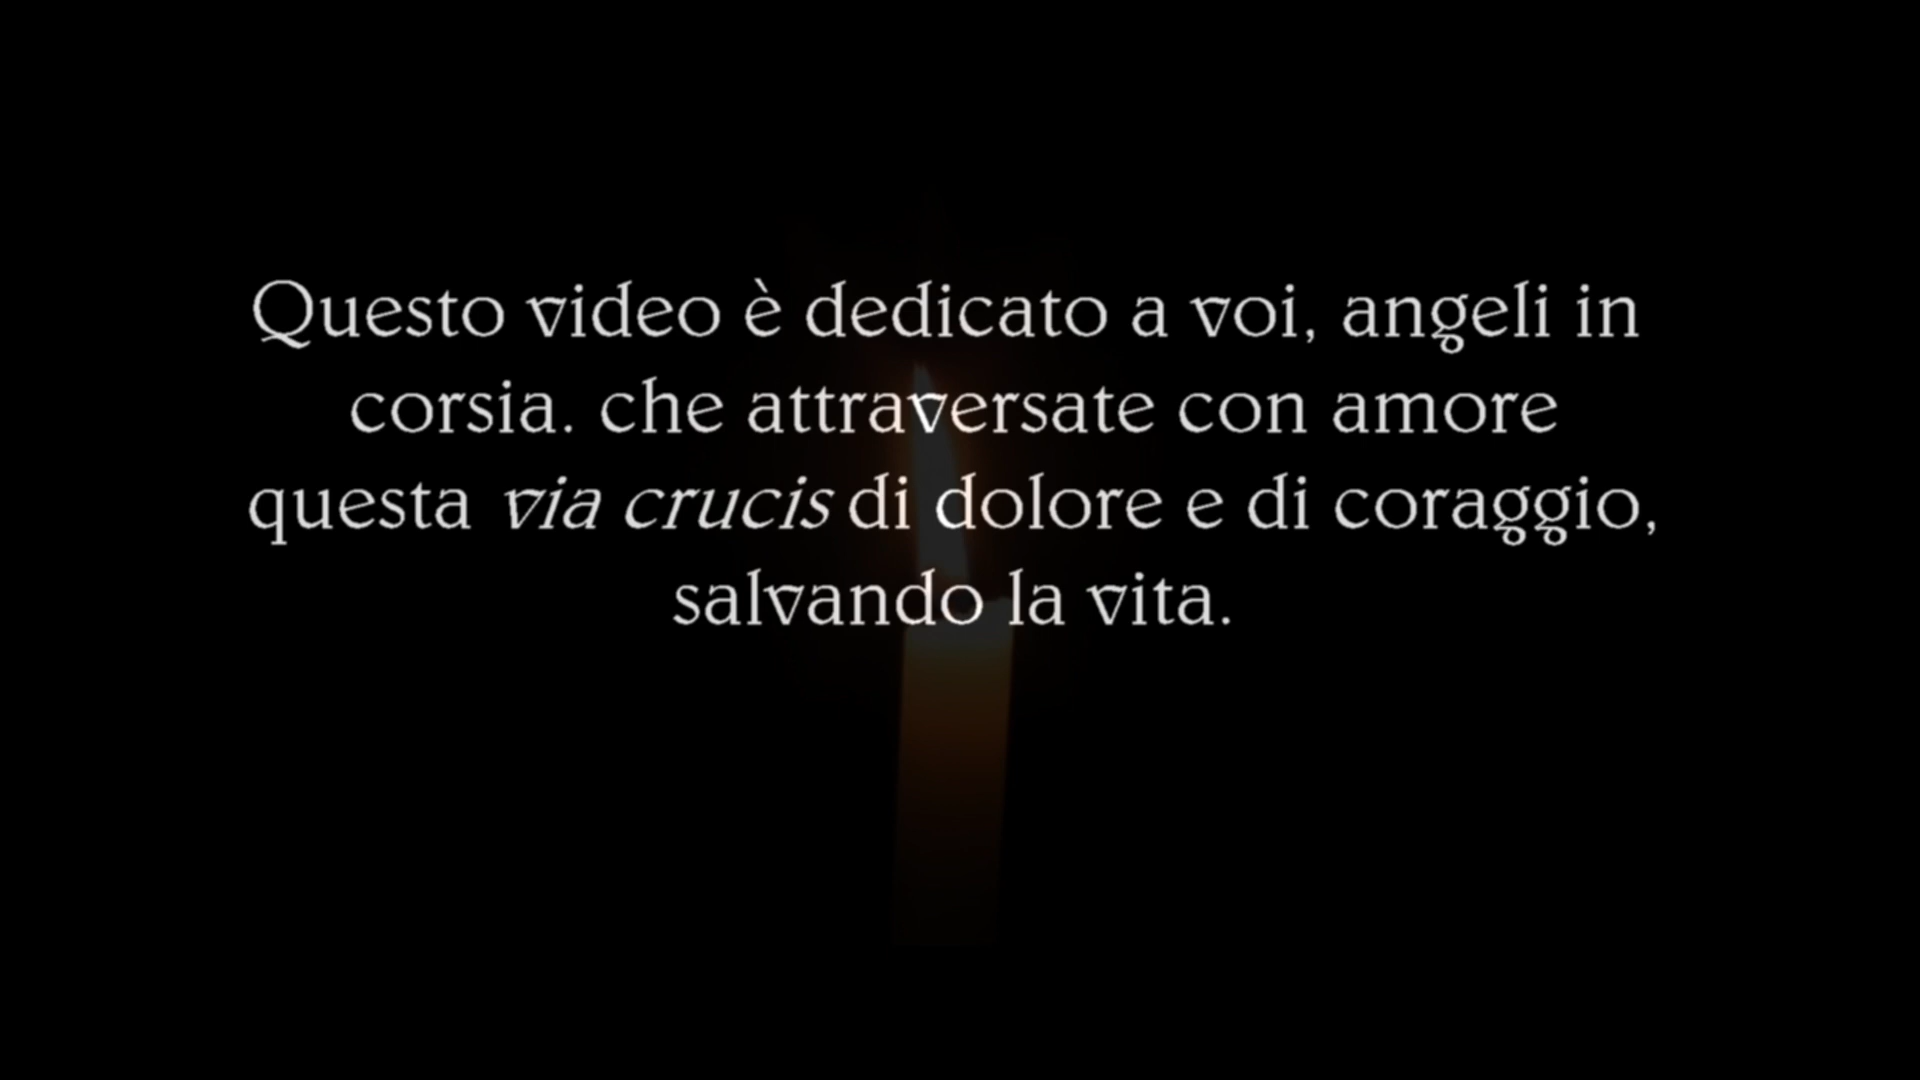 Questo video è dedicato a voi, angeli in
corsia. che attraversate con amore
questa via crucis di dolore e di coraggio,
salvando la vita.